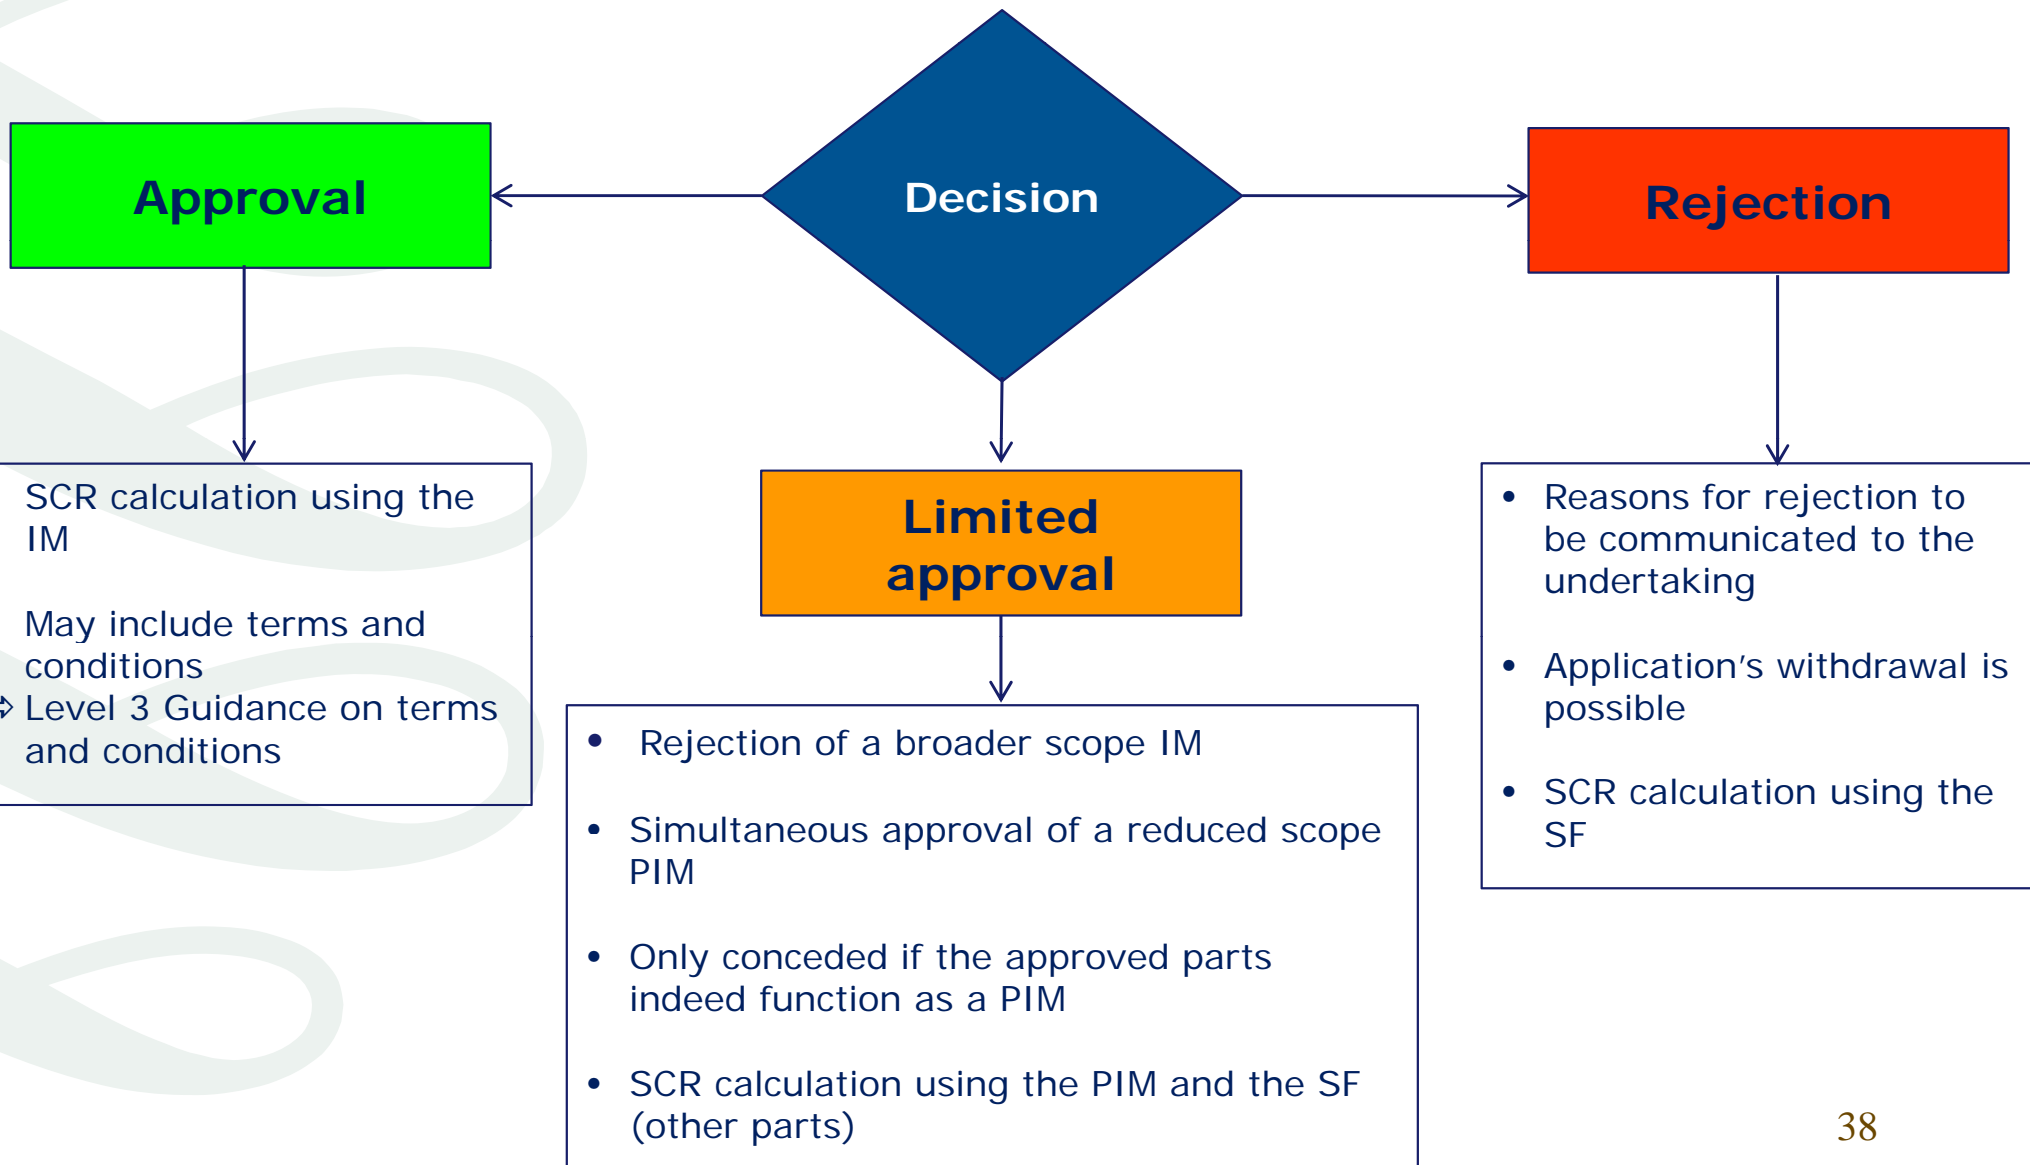 Decision
Approval
Rejection
SCR calculation using the
IM
May include terms and
conditions
⇨ Level 3 Guidance on terms
and conditions
Limited
approval
• Rejection of a broader scope IM
• Simultaneous approval of a reduced scope
PIM
• Only conceded if the approved parts
indeed function as a PIM
• SCR calculation using the PIM and the SF
(other parts)
• Reasons for rejection to
be communicated to the
undertaking
• Application’s withdrawal is
possible
• SCR calculation using the
SF
38